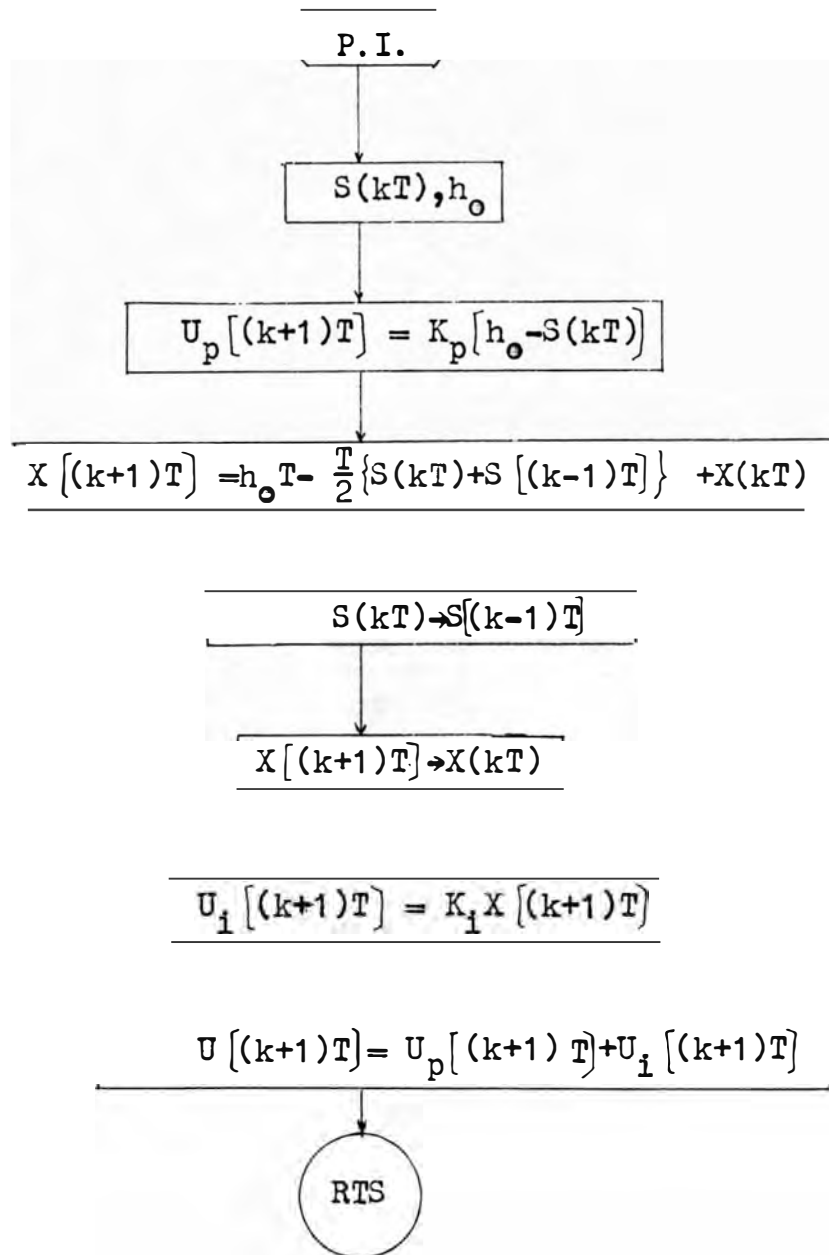 P.I.
S(kT),h₀
Uₚ[(k+1)T] = Kₚ[h₀-S(kT)]
X[(k+1)T] =h₀T- T/2{S(kT)+S[(k-1)T]} +X(kT)
S(kT)→S[(k-1)T]
X[(k+1)T]→X(kT)
Uᵢ[(k+1)T] = KᵢX[(k+1)T]
U[(k+1)T]= Uₚ[(k+1) T]+Uᵢ[(k+1)T]
RTS